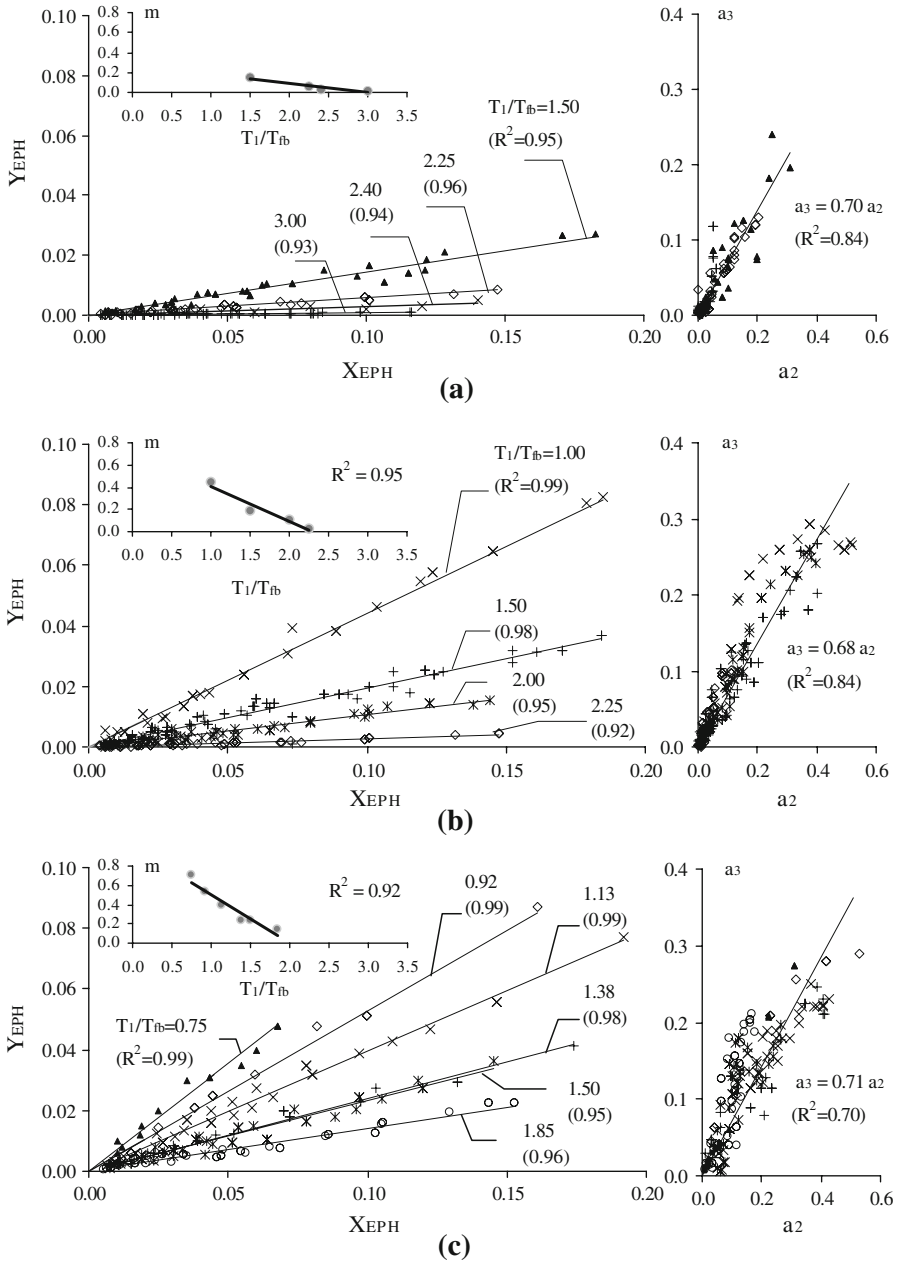 0.10
0.08
0.06
0.04
0.02
0.00
YEPH
0.8 m
0.6
0.4
0.2
0.0
0.0 0.5 1.0 1.5 2.0 2.5 3.0 3.5
T1/Tfb
T1/Tfb=1.50
(R2=0.95)
2.25
(0.96)
2.40
(0.94)
3.00
(0.93)
0.00 0.05 0.10 0.15 0.20
XEPH
a3
0.4
0.3
0.2
0.1
0.0
a3 = 0.70 a2
(R2=0.84)
0.0 0.2 0.4 0.6
a2
(a)
0.10
0.08
0.06
0.04
0.02
0.00
YEPH
0.8 m
0.6
0.4
0.2
0.0
R2 = 0.95
0.0 0.5 1.0 1.5 2.0 2.5 3.0 3.5
T1/Tfb
T1/Tfb=1.00
(R2=0.99)
1.50
(0.98)
2.00
(0.95)
2.25
(0.92)
0.00 0.05 0.10 0.15 0.20
XEPH
a3
0.4
0.3
0.2
0.1
0.0
a3 = 0.68 a2
(R2=0.84)
0.0 0.2 0.4 0.6
a2
(b)
0.10
0.08
0.06
0.04
0.02
0.00
YEPH
0.8 m
0.6
0.4
0.2
0.0
R2 = 0.92
0.0 0.5 1.0 1.5 2.0 2.5 3.0 3.5
T1/Tfb
0.92
(0.99)
1.13
(0.99)
1.38
(0.98)
T1/Tfb=0.75
(R2=0.99)
1.50
(0.95)
1.85
(0.96)
0.00 0.05 0.10 0.15 0.20
XEPH
a3
0.4
0.3
0.2
0.1
0.0
a3 = 0.71 a2
(R2=0.70)
0.0 0.2 0.4 0.6
a2
(c)